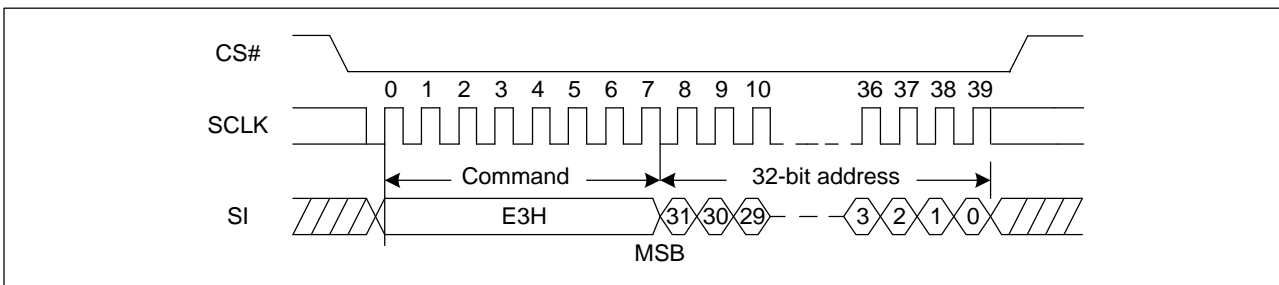 CS#
0 1 2 3 4 5 6 7 8 9 10 36 37 38 39
SCLK
Command 32-bit address
SI E3H 31 30 29 3 2 1 0
MSB